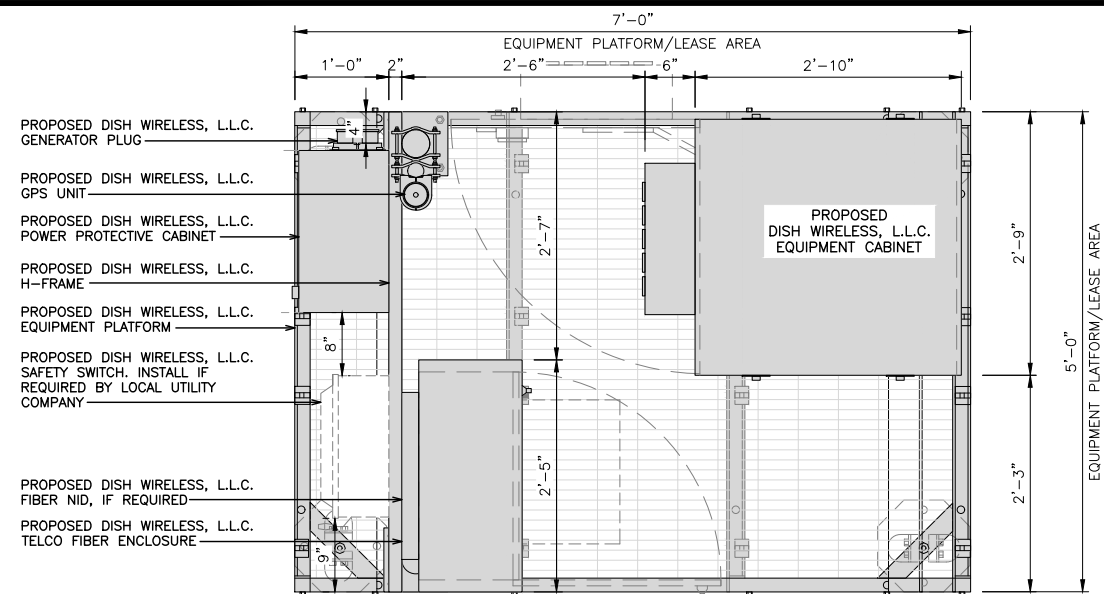 7'-0"
EQUIPMENT PLATFORM/LEASE AREA
1'-0"
2"
2'-6"
6"
2'-10"
PROPOSED DISH WIRELESS, L.L.C.
GENERATOR PLUG
4"
PROPOSED DISH WIRELESS, L.L.C.
GPS UNIT
PROPOSED DISH WIRELESS, L.L.C.
POWER PROTECTIVE CABINET
PROPOSED DISH WIRELESS, L.L.C.
H-FRAME
PROPOSED DISH WIRELESS, L.L.C.
EQUIPMENT PLATFORM
PROPOSED DISH WIRELESS, L.L.C.
SAFETY SWITCH. INSTALL IF
REQUIRED BY LOCAL UTILITY
COMPANY
PROPOSED DISH WIRELESS, L.L.C.
FIBER NID, IF REQUIRED
PROPOSED DISH WIRELESS, L.L.C.
TELCO FIBER ENCLOSURE
8"
9"
2'-7"
2'-5"
PROPOSED
DISH WIRELESS, L.L.C.
EQUIPMENT CABINET
2'-9"
2'-3"
5'-0"
EQUIPMENT PLATFORM/LEASE AREA